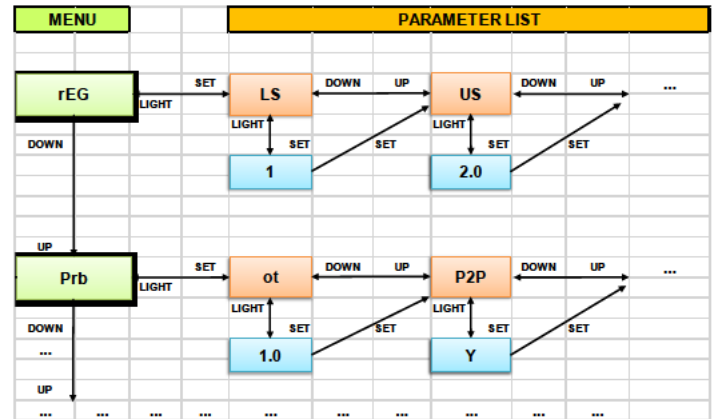 MENU PARAMETER LIST
SET DOWN UP DOWN UP
rEG LS US ...
LIGHT
LIGHT LIGHT
DOWN SET SET SET SET
1 2.0
UP
SET DOWN UP DOWN UP
Prb ot P2P ...
LIGHT
LIGHT LIGHT
DOWN SET SET SET SET
... 1.0 Y
UP
... ... ... ... ... ... ... ... ... ...